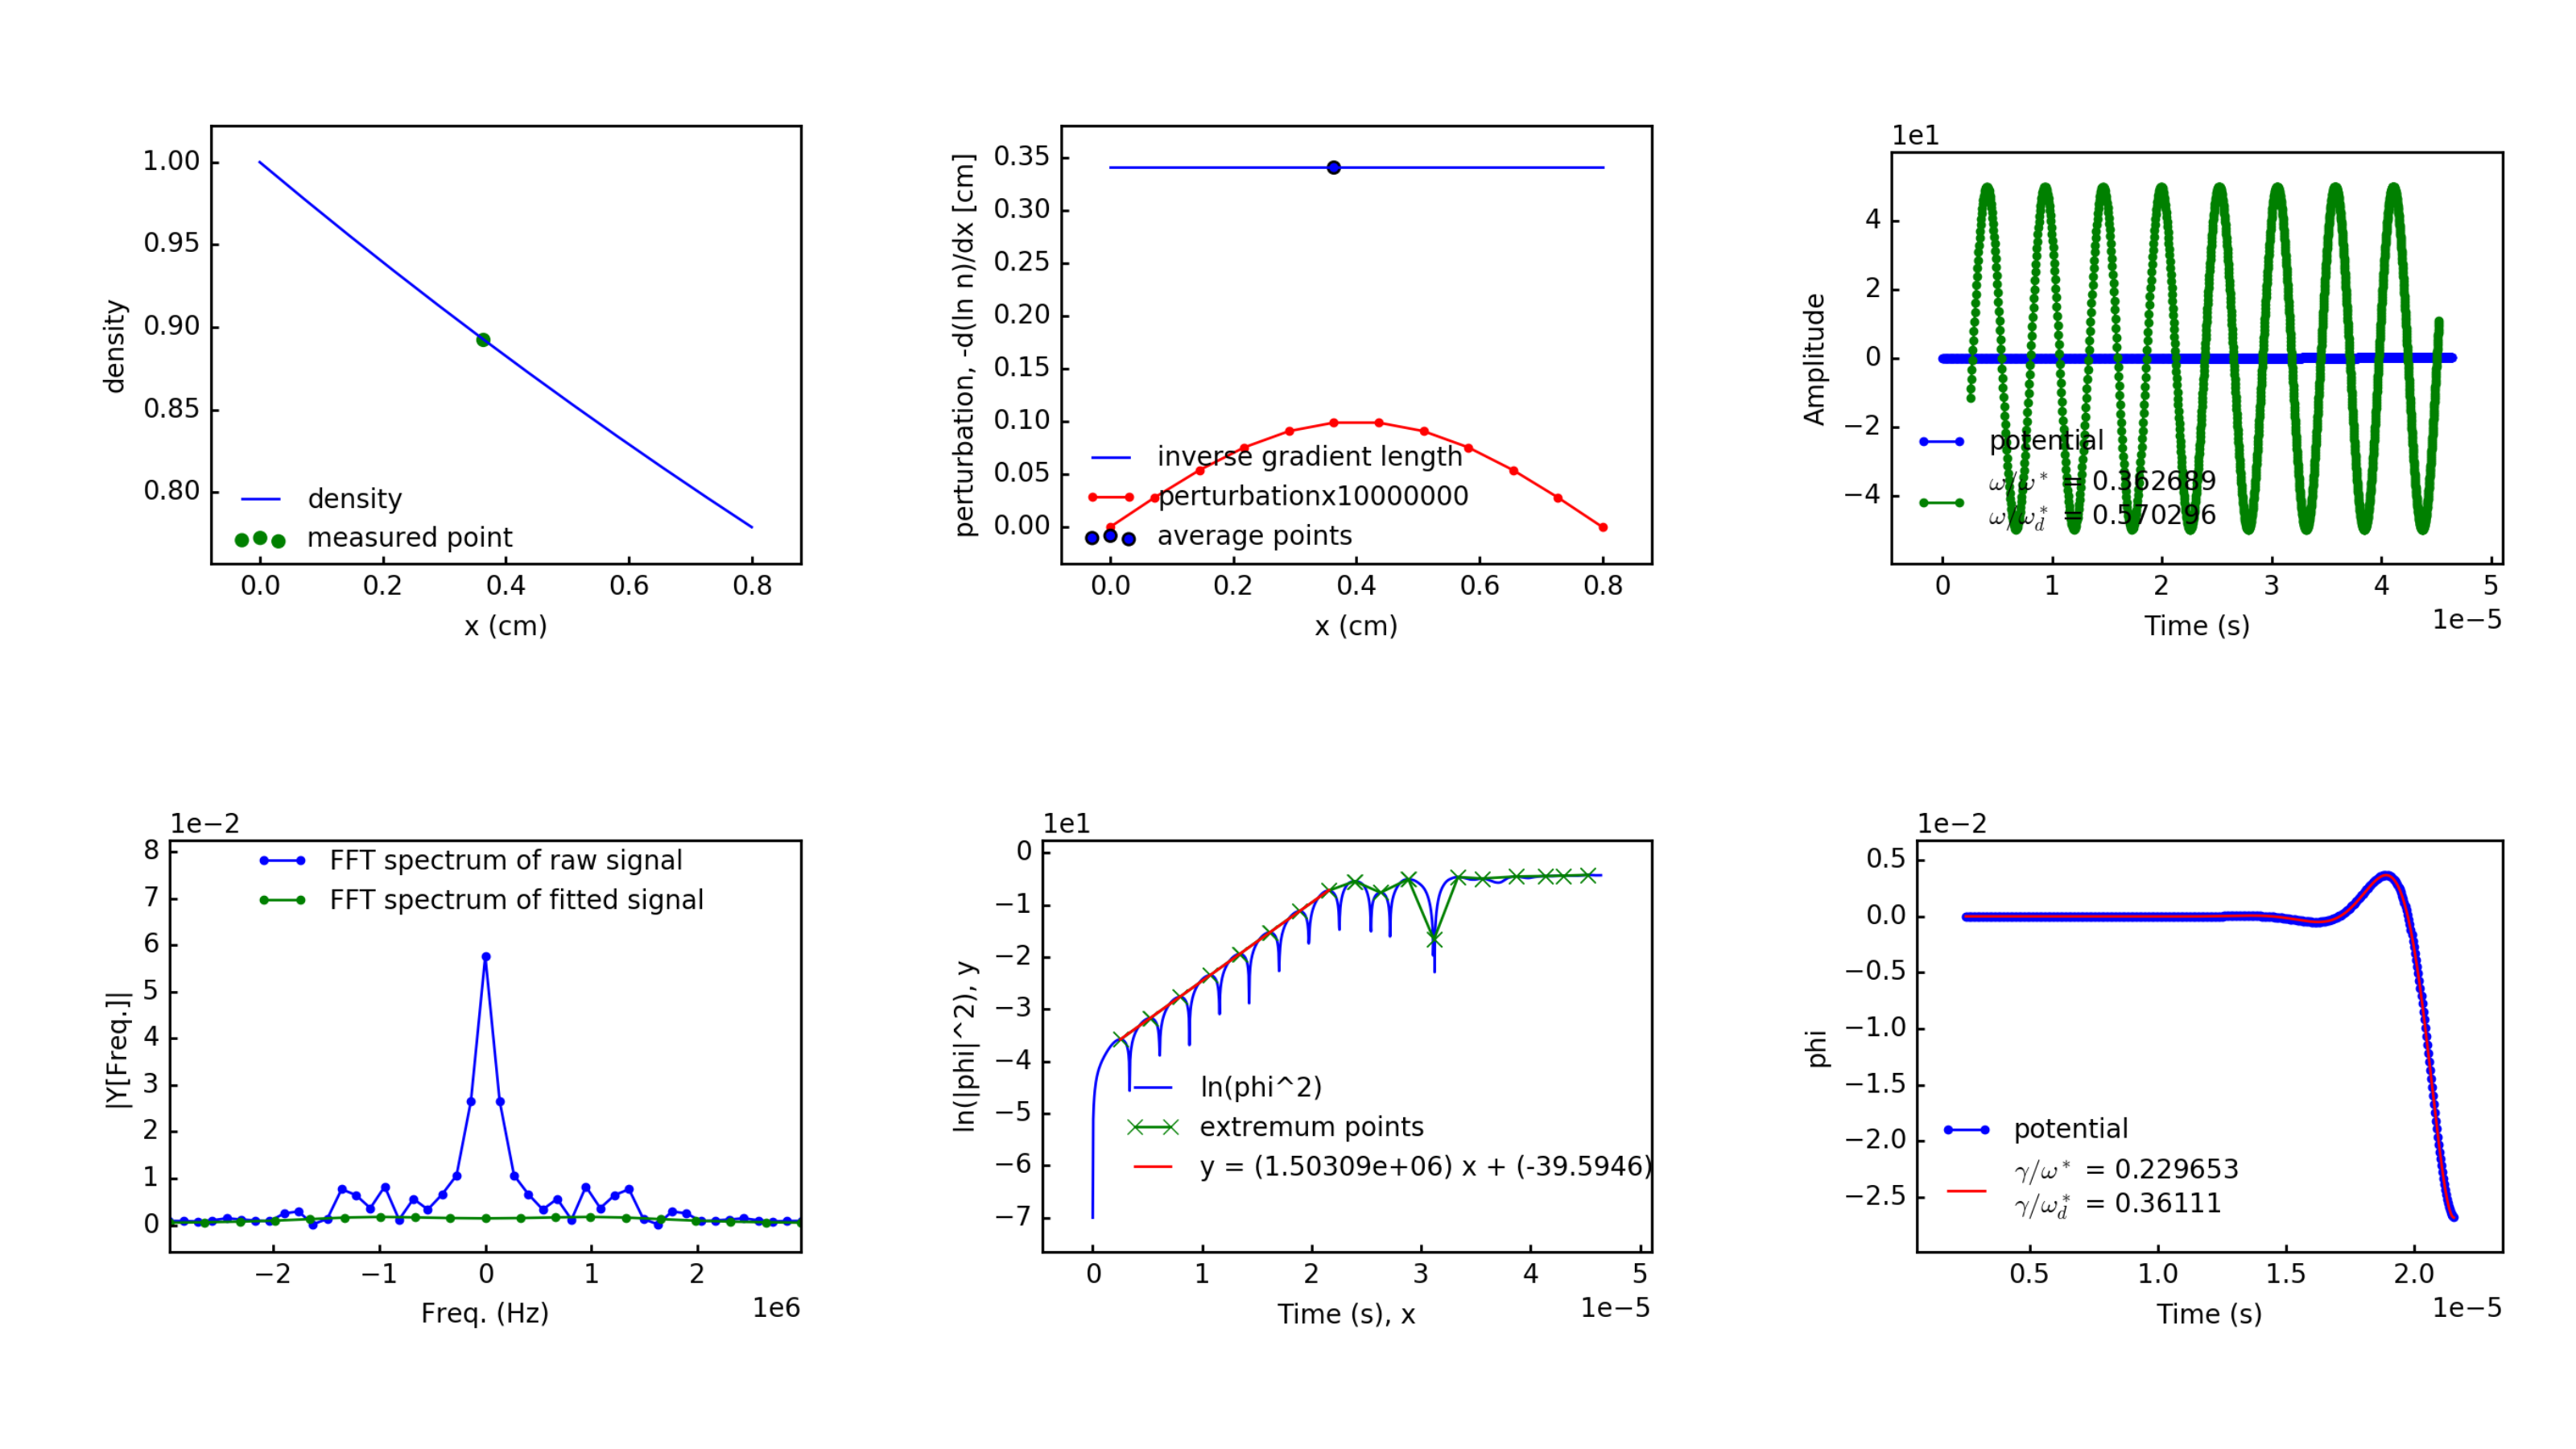 density
1.00
0.95
0.90
0.85
0.80
density
measured point
0.0 0.2 0.4 0.6 0.8
x (cm)
perturbation, -d(ln n)/dx [cm]
0.35
0.30
0.25
0.20
0.15
0.10
0.05
0.00
inverse gradient length
perturbationx10000000
average points
0.0 0.2 0.4 0.6 0.8
x (cm)
1e1
Amplitude
4
2
0
−2
−4
potential
ω/ω* = 0.362689
ω/ω*_d = 0.570296
0 1 2 3 4 5
1e−5
Time (s)
1e−2
|Y[Freq.]|
8
7
6
5
4
3
2
1
0
FFT spectrum of raw signal
FFT spectrum of fitted signal
−2 −1 0 1 2
1e6
Freq. (Hz)
1e1
ln(|phi|^2), y
0
−1
−2
−3
−4
−5
−6
−7
ln(phi^2)
extremum points
y = (1.50309e+06) x + (-39.5946)
0 1 2 3 4 5
1e−5
Time (s), x
1e−2
phi
0.5
0.0
−0.5
−1.0
−1.5
−2.0
−2.5
potential
γ/ω* = 0.229653
γ/ω*_d = 0.36111
0.5 1.0 1.5 2.0
1e−5
Time (s)